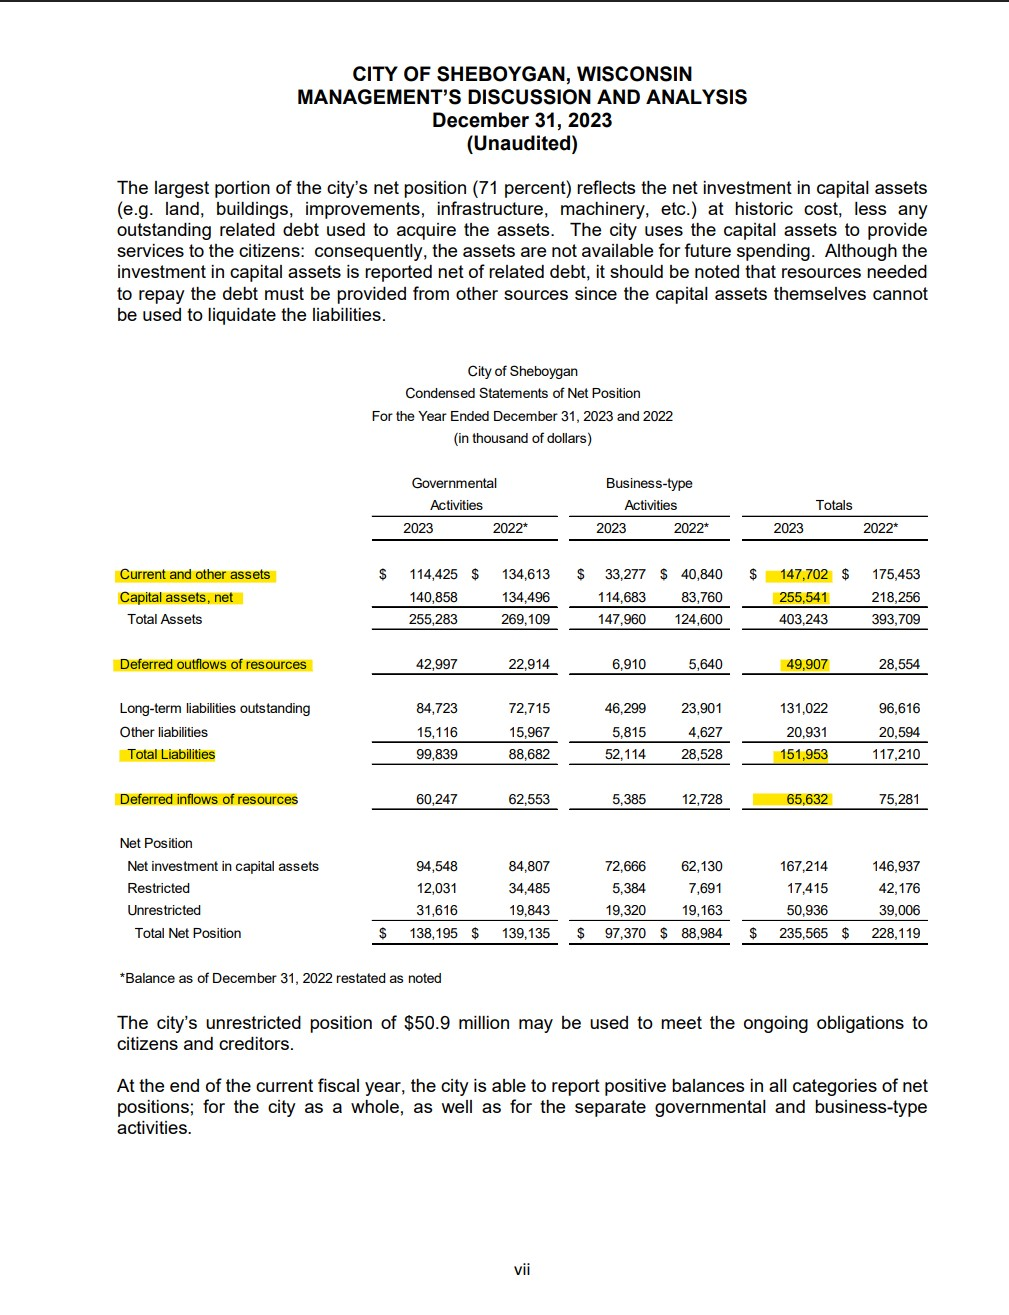 CITY OF SHEBOYGAN, WISCONSIN
MANAGEMENT'S DISCUSSION AND ANALYSIS
December 31, 2023
(Unaudited)
The largest portion of the city's net position (71 percent) reflects the net investment in capital assets
(e.g. land, buildings, improvements, infrastructure, machinery, etc.) at historic cost, less any
outstanding related debt used to acquire the assets. The city uses the capital assets to provide
services to the citizens: consequently, the assets are not available for future spending. Although the
investment in capital assets is reported net of related debt, it should be noted that resources needed
to repay the debt must be provided from other sources since the capital assets themselves cannot
be used to liquidate the liabilities.
City of Sheboygan
Condensed Statements of Net Position
For the Year Ended December 31, 2023 and 2022
(in thousand of dollars)
Governmental Business-type
Activities Activities Totals
2023 2022* 2023 2022* 2023 2022*
Current and other assets $ 114,425 $ 134,613 $ 33,277 $ 40,840 $ 147,702 $ 175,453
Capital assets, net 140,858 134,496 114,683 83,760 255,541 218,256
Total Assets 255,283 269,109 147,960 124,600 403,243 393,709
Deferred outflows of resources 42,997 22,914 6,910 5,640 49,907 28,554
Long-term liabilities outstanding 84,723 72,715 46,299 23,901 131,022 96,616
Other liabilities 15,116 15,967 5,815 4,627 20,931 20,594
Total Liabilities 99,839 88,682 52,114 28,528 151,953 117,210
Deferred inflows of resources 60,247 62,553 5,385 12,728 65,632 75,281
Net Position
Net investment in capital assets 94,548 84,807 72,666 62,130 167,214 146,937
Restricted 12,031 34,485 5,384 7,691 17,415 42,176
Unrestricted 31,616 19,843 19,320 19,163 50,936 39,006
Total Net Position $ 138,195 $ 139,135 $ 97,370 $ 88,984 $ 235,565 $ 228,119
*Balance as of December 31, 2022 restated as noted
The city's unrestricted position of $50.9 million may be used to meet the ongoing obligations to
citizens and creditors.
At the end of the current fiscal year, the city is able to report positive balances in all categories of net
positions; for the city as a whole, as well as for the separate governmental and business-type
activities.
vii